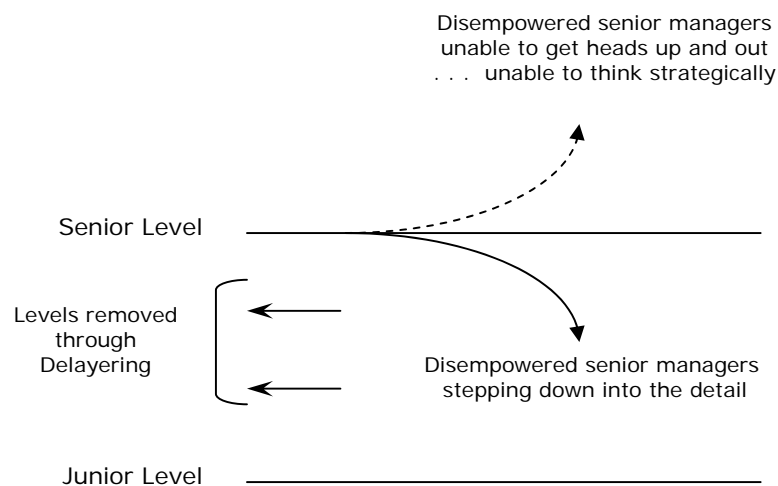 Disempowered senior managers
unable to get heads up and out
. . . unable to think strategically
Senior Level
Levels removed
through
Delayering
Disempowered senior managers
stepping down into the detail
Junior Level